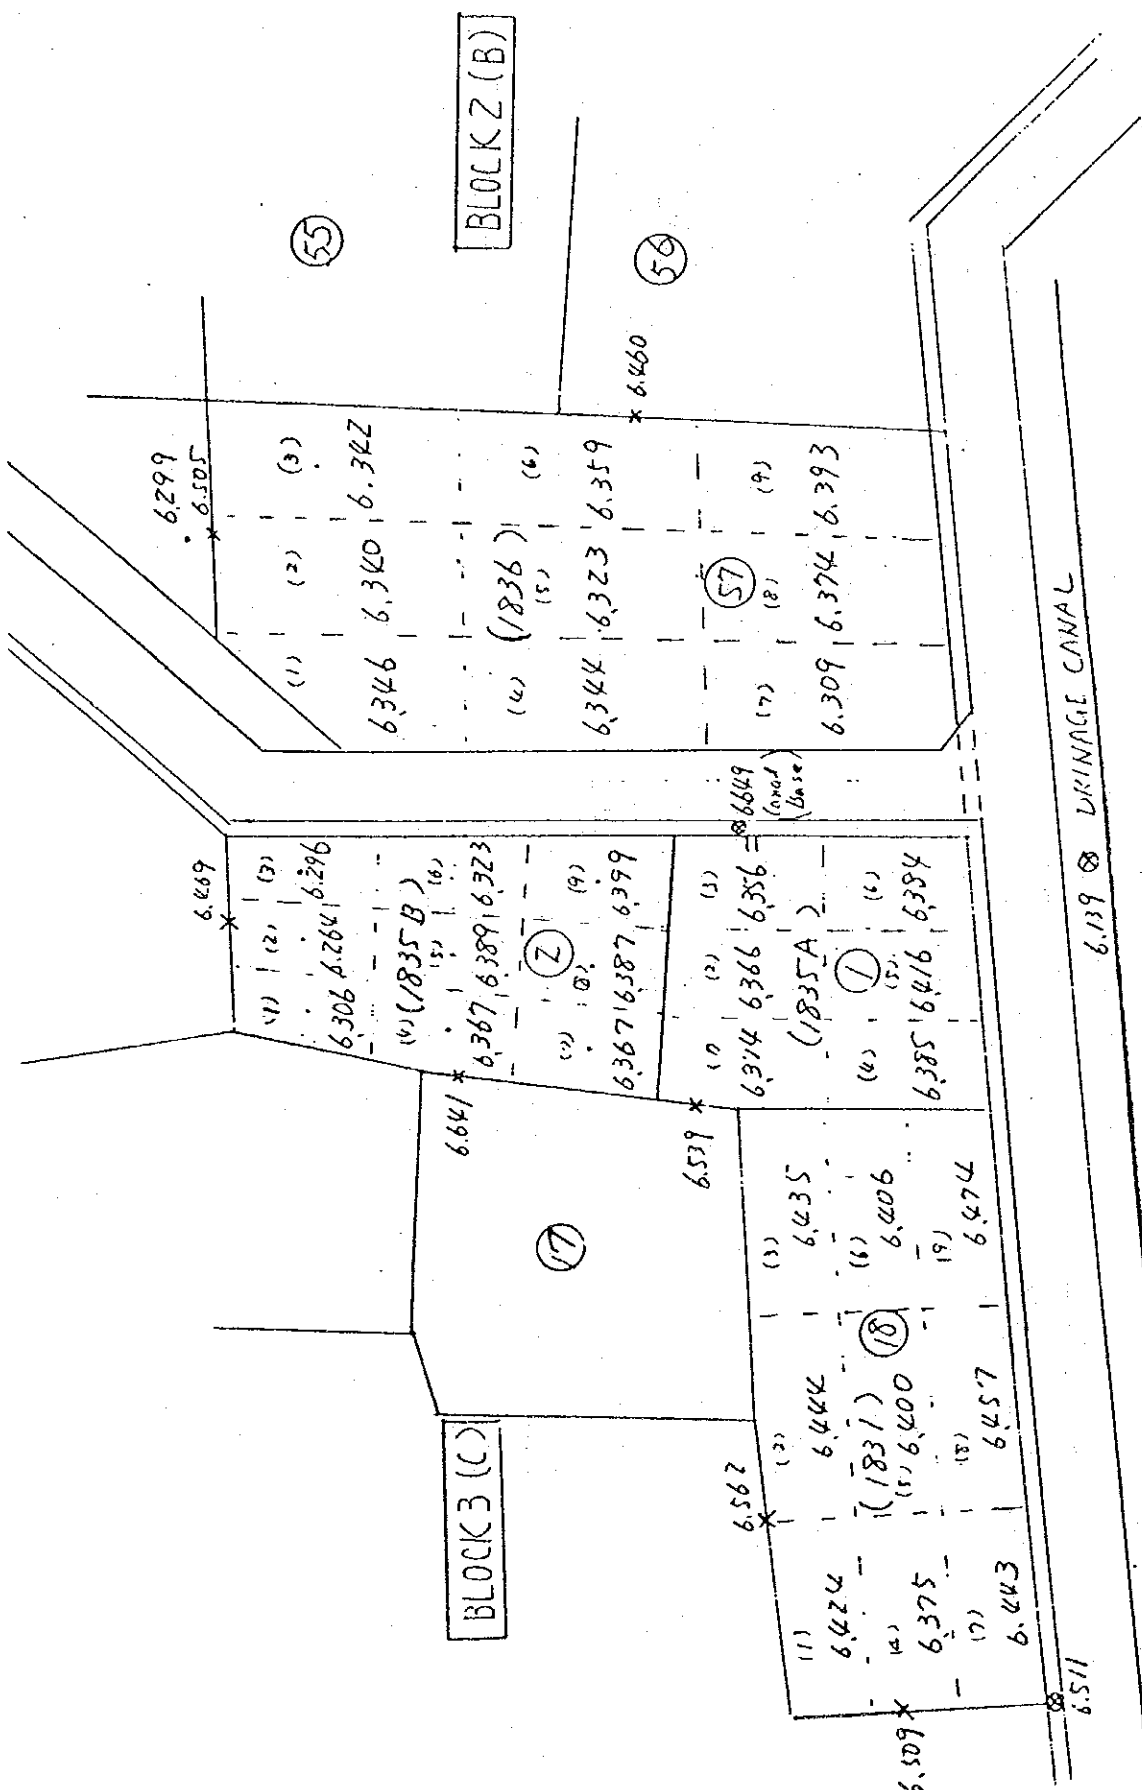 BLOCK 2 (B)
55
56
6.299
6.505
6.460
(1) (2) (3)
6.346 6.340 6.342
(1836)
(4) (5) (6)
6.344 6.323 6.359
57
(7) (8) (9)
6.309 6.374 6.393
6.469
(1) (2) (3)
6.306 6.264 6.296
(4) (1835B) (5) (6)
6.367 6.389 6.323
2
(7) (8) (9)
6.367 6.387 6.399
6.649
(Canal Base)
(1) (2) (3)
6.374 6.366 6.356
(1835A)
1
(4) (5) (6)
6.385 6.416 6.384
6.641
6.539
17
BLOCK 3 (C)
6.562
(1) (2) (3)
6.424 6.444 6.435
(1831) 18
(4) (5) (6)
6.375 6.400 6.406
(7) (8) (9)
6.443 6.457 6.474
6.509
6.511
6.139 DRINAGE CANAL